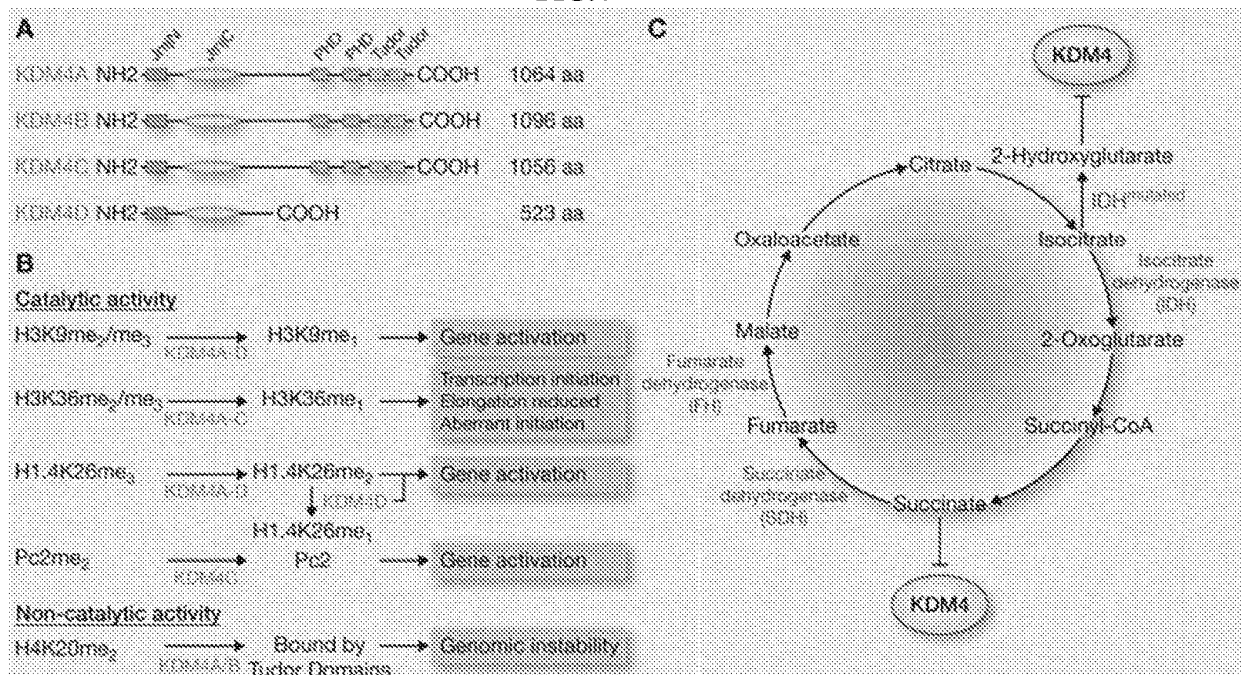 A
JmjN JmjC PHD PHD Tudor Tudor
KDM4A NH2 COOH 1064 aa
KDM4B NH2 COOH 1096 aa
KDM4C NH2 COOH 1056 aa
KDM4D NH2 COOH 523 aa
B
Catalytic activity
H3K9me2/me3 KDM4A-D H3K9me1 Gene activation
H3K36me2/me3 KDM4A-C H3K36me1 Transcription initiation
Elongation reduced
Aberrant initiation
H1.4K26me3 KDM4A-D H1.4K26me2 Gene activation
KDM4D
H1.4K26me1
Pc2me2 KDM4C Pc2 Gene activation
Non-catalytic activity
H4K20me2 KDM4A/B Bound by Genomic instability
Tudor Domains
C
KDM4
2-Hydroxyglutarate
Citrate
IDHmutated
Isocitrate
Isocitrate
dehydrogenase
(IDH)
2-Oxoglutarate
Succinyl-CoA
Succinate
KDM4
Succinate
dehydrogenase
(SDH)
Fumarate
Fumarate
dehydrogenase
(FH)
Malate
Oxaloacetate